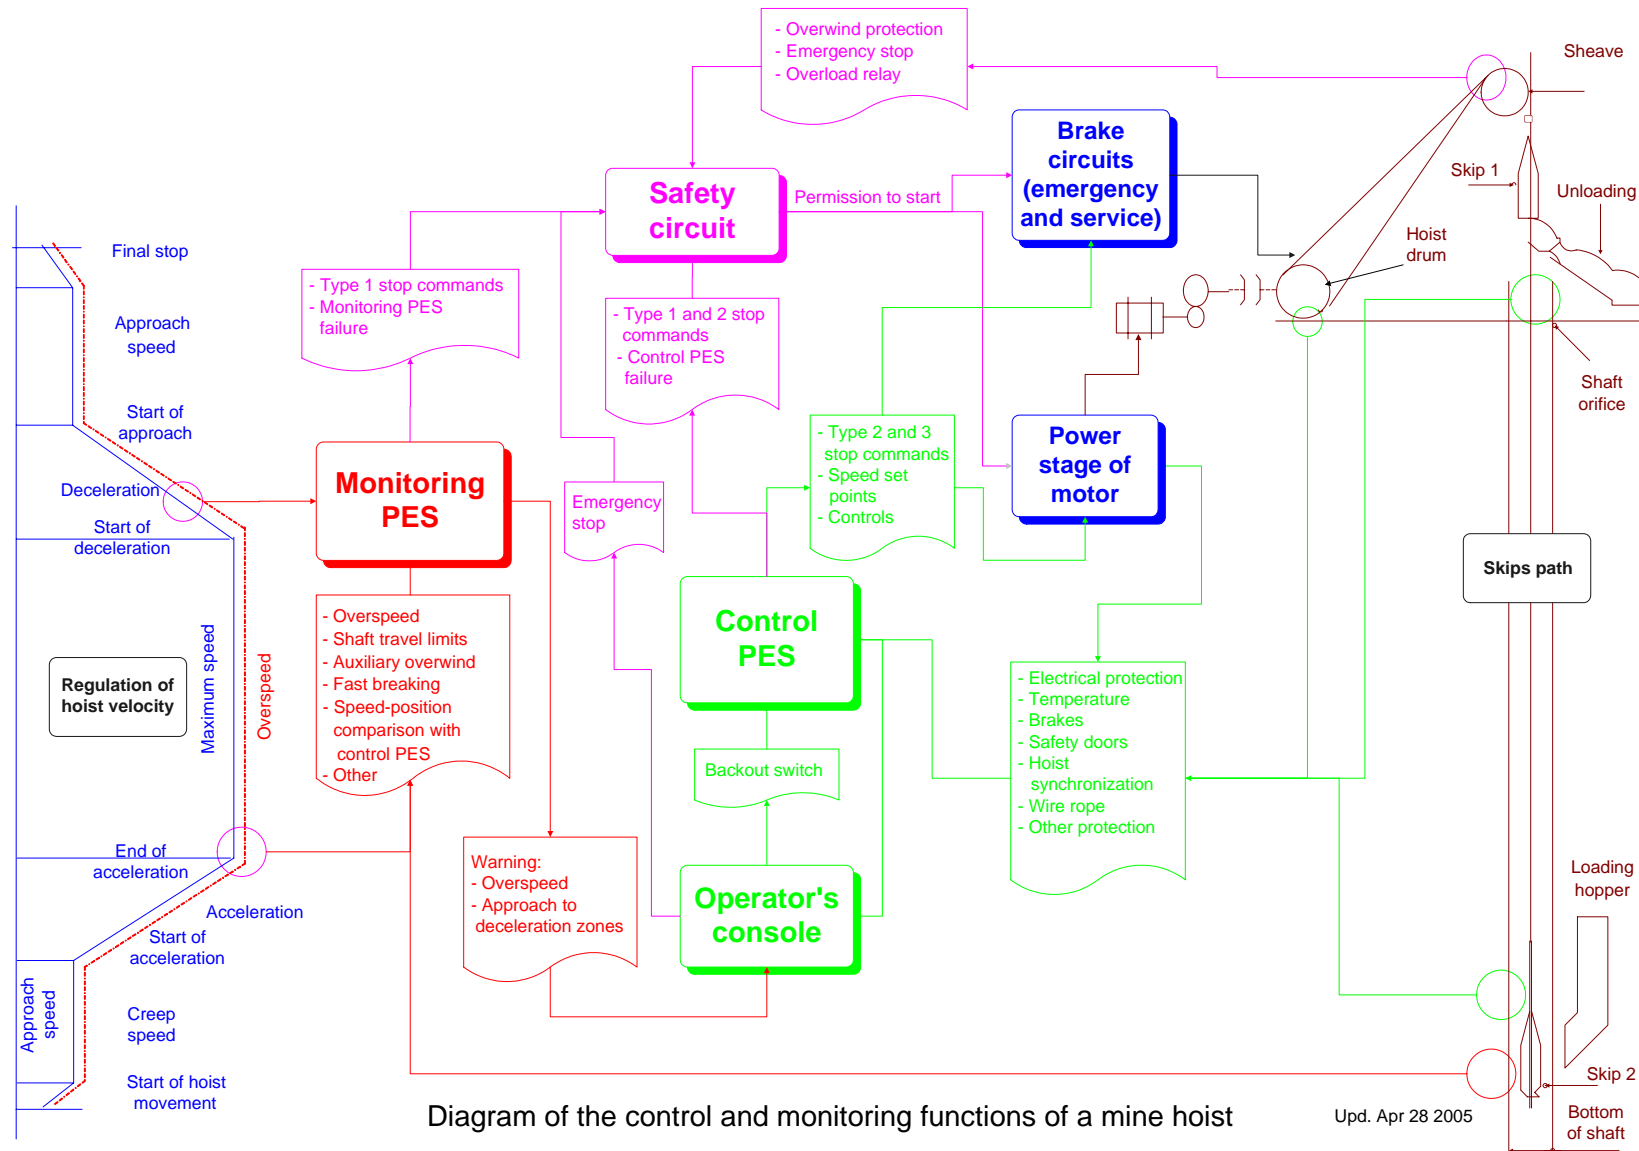 - Overwind protection
- Emergency stop
- Overload relay
Sheave
Brake
circuits
(emergency
and service)
Safety
circuit
Permission to start
Skip 1
Unloading
Hoist
drum
Final stop
- Type 1 stop commands
- Monitoring PES
failure
- Type 1 and 2 stop
commands
- Control PES
failure
Approach
speed
Shaft
orifice
Start of
approach
- Type 2 and 3
stop commands
- Speed set
points
- Controls
Power
stage of
motor
Monitoring
PES
Deceleration
Emergency
stop
Start of
deceleration
Skips path
Control
PES
- Overspeed
- Shaft travel limits
- Auxiliary overwind
- Fast breaking
- Speed-position
comparison with
control PES
- Other
Regulation of
hoist velocity
Maximum speed
Overspeed
- Electrical protection
- Temperature
- Brakes
- Safety doors
- Hoist
synchronization
- Wire rope
- Other protection
Backout switch
End of
acceleration
Warning:
- Overspeed
- Approach to
deceleration zones
Operator's
console
Loading
hopper
Acceleration
Start of
acceleration
Approach
speed
Creep
speed
Start of hoist
movement
Skip 2
Bottom
of shaft
Diagram of the control and monitoring functions of a mine hoist
Upd. Apr 28 2005